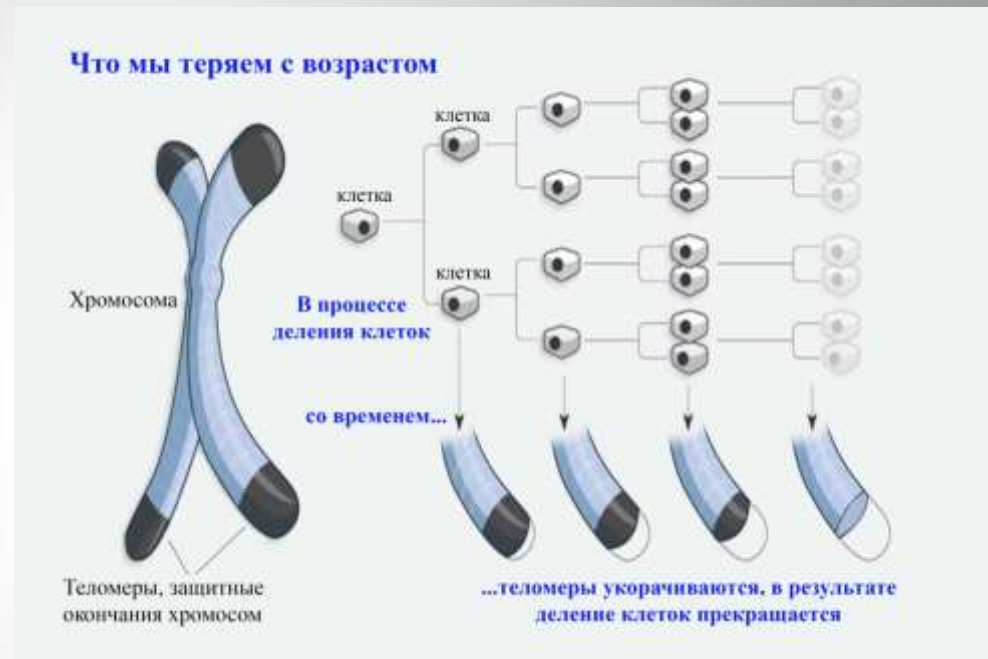 Что мы теряем с возрастом
клетка
клетка
клетка
Хромосома
В процессе
деления клеток
со временем...
Теломеры, защитные
окончания хромосом
...теломеры укорачиваются, в результате
деление клеток прекращается